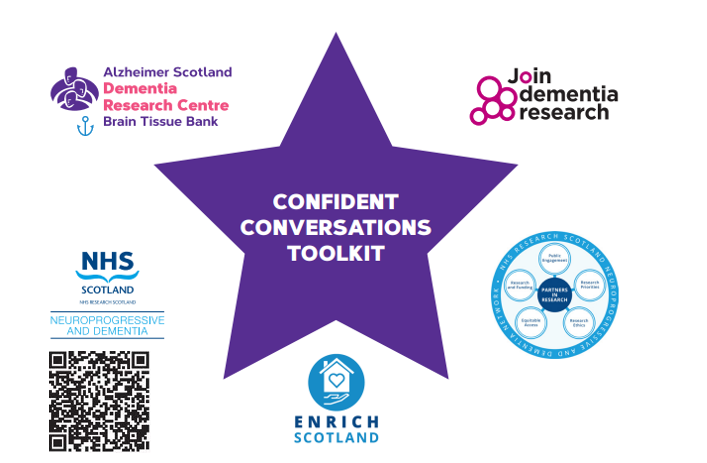 Alzheimer Scotland
Dementia
Research Centre
Brain Tissue Bank
Join
dementia
research
CONFIDENT
CONVERSATIONS
TOOLKIT
NHS
SCOTLAND
NHS RESEARCH SCOTLAND
NEUROPROGRESSIVE
AND DEMENTIA
NHS RESEARCH SCOTLAND NEUROPROGRESSIVE AND DEMENTIA NETWORK •
Public
Engagement
Research
and Funding
Research
Priorities
PARTNERS
IN
RESEARCH
Equitable
Access
Research
Ethics
ENRICH
SCOTLAND